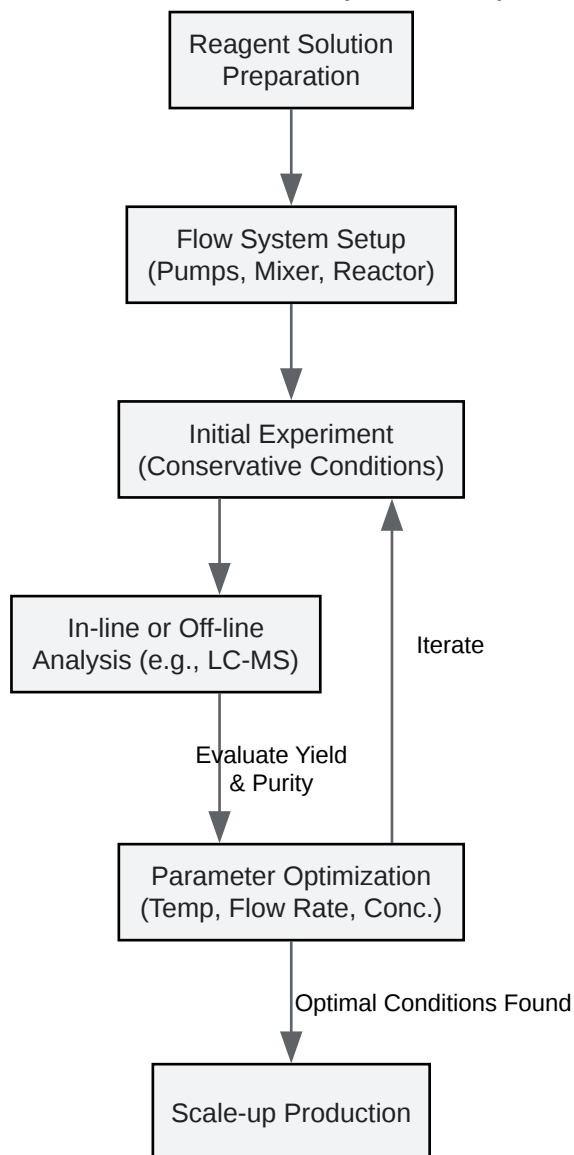 Reagent Solution
Preparation
Flow System Setup
(Pumps, Mixer, Reactor)
Initial Experiment
(Conservative Conditions)
In-line or Off-line
Analysis (e.g., LC-MS)
Iterate
Evaluate Yield
& Purity
Parameter Optimization
(Temp, Flow Rate, Conc.)
Optimal Conditions Found
Scale-up Production